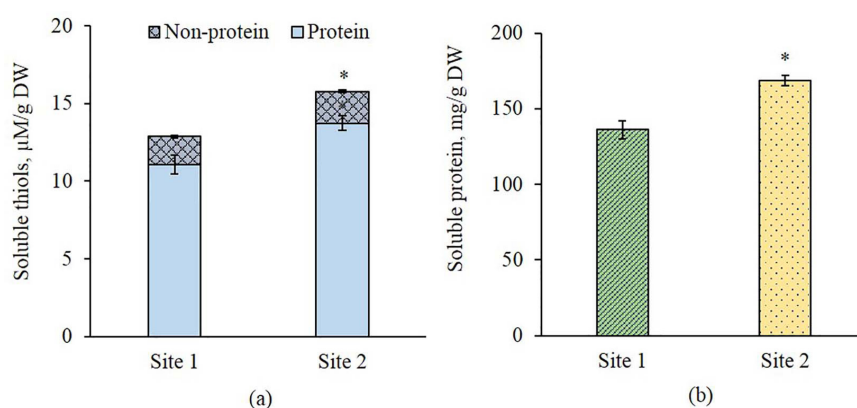 Soluble thiols, µM/g DW
20
15
10
5
0
Non-protein
Protein
*
*
Site 1
Site 2
(a)
Soluble protein, mg/g DW
200
150
100
50
0
*
Site 1
Site 2
(b)